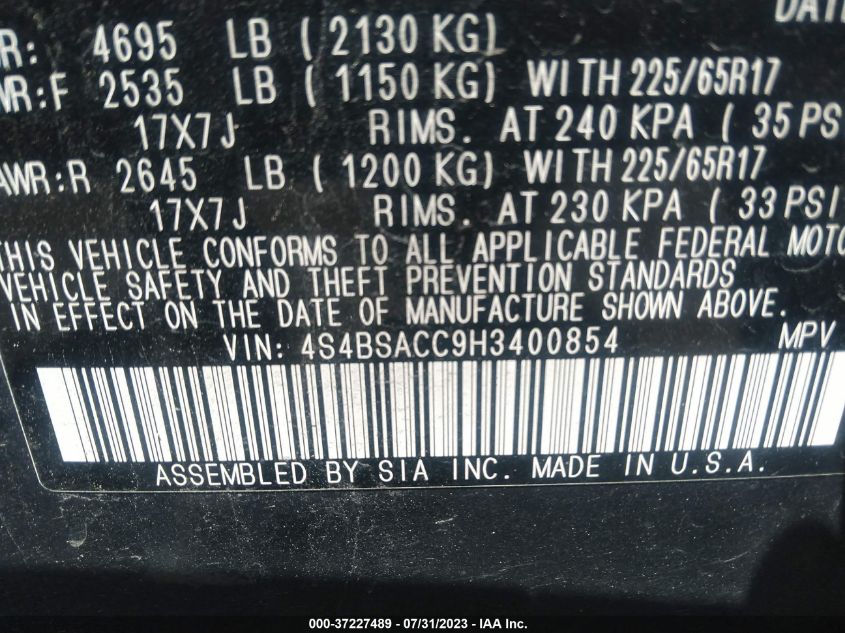 DATE
R: 4695 LB ( 2130 KG)
WR:F 2535 LB ( 1150 KG) WITH 225/65R17
17X7J RIMS. AT 240 KPA ( 35 PS
AWR:R 2645 LB ( 1200 KG) WITH 225/65R17
17X7J RIMS. AT 230 KPA ( 33 PSI
THIS VEHICLE CONFORMS TO ALL APPLICABLE FEDERAL MOTO
VEHICLE SAFETY AND THEFT PREVENTION STANDARDS
IN EFFECT ON THE DATE OF MANUFACTURE SHOWN ABOVE.
VIN: 4S4BSACC9H3400854 MPV
ASSEMBLED BY SIA INC. MADE IN U.S.A.
000-37227489 - 07/31/2023 - IAA Inc.